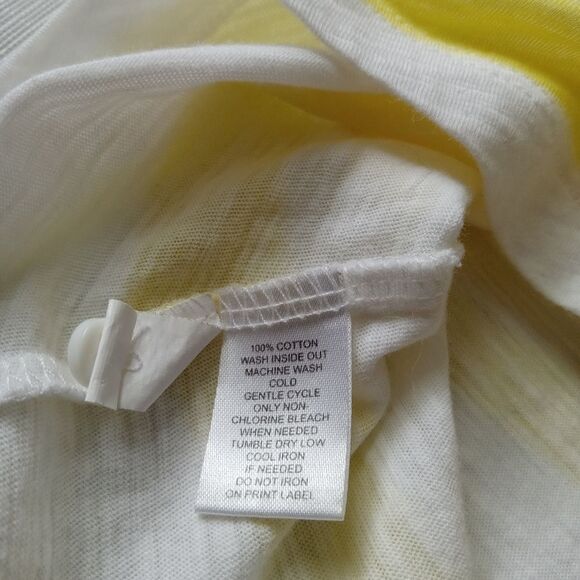 100% COTTON
WASH INSIDE OUT
MACHINE WASH
COLD
GENTLE CYCLE
ONLY NON
CHLORINE BLEACH
WHEN NEEDED
TUMBLE DRY LOW
COOL IRON
IF NEEDED
DO NOT IRON
ON PRINT LABEL